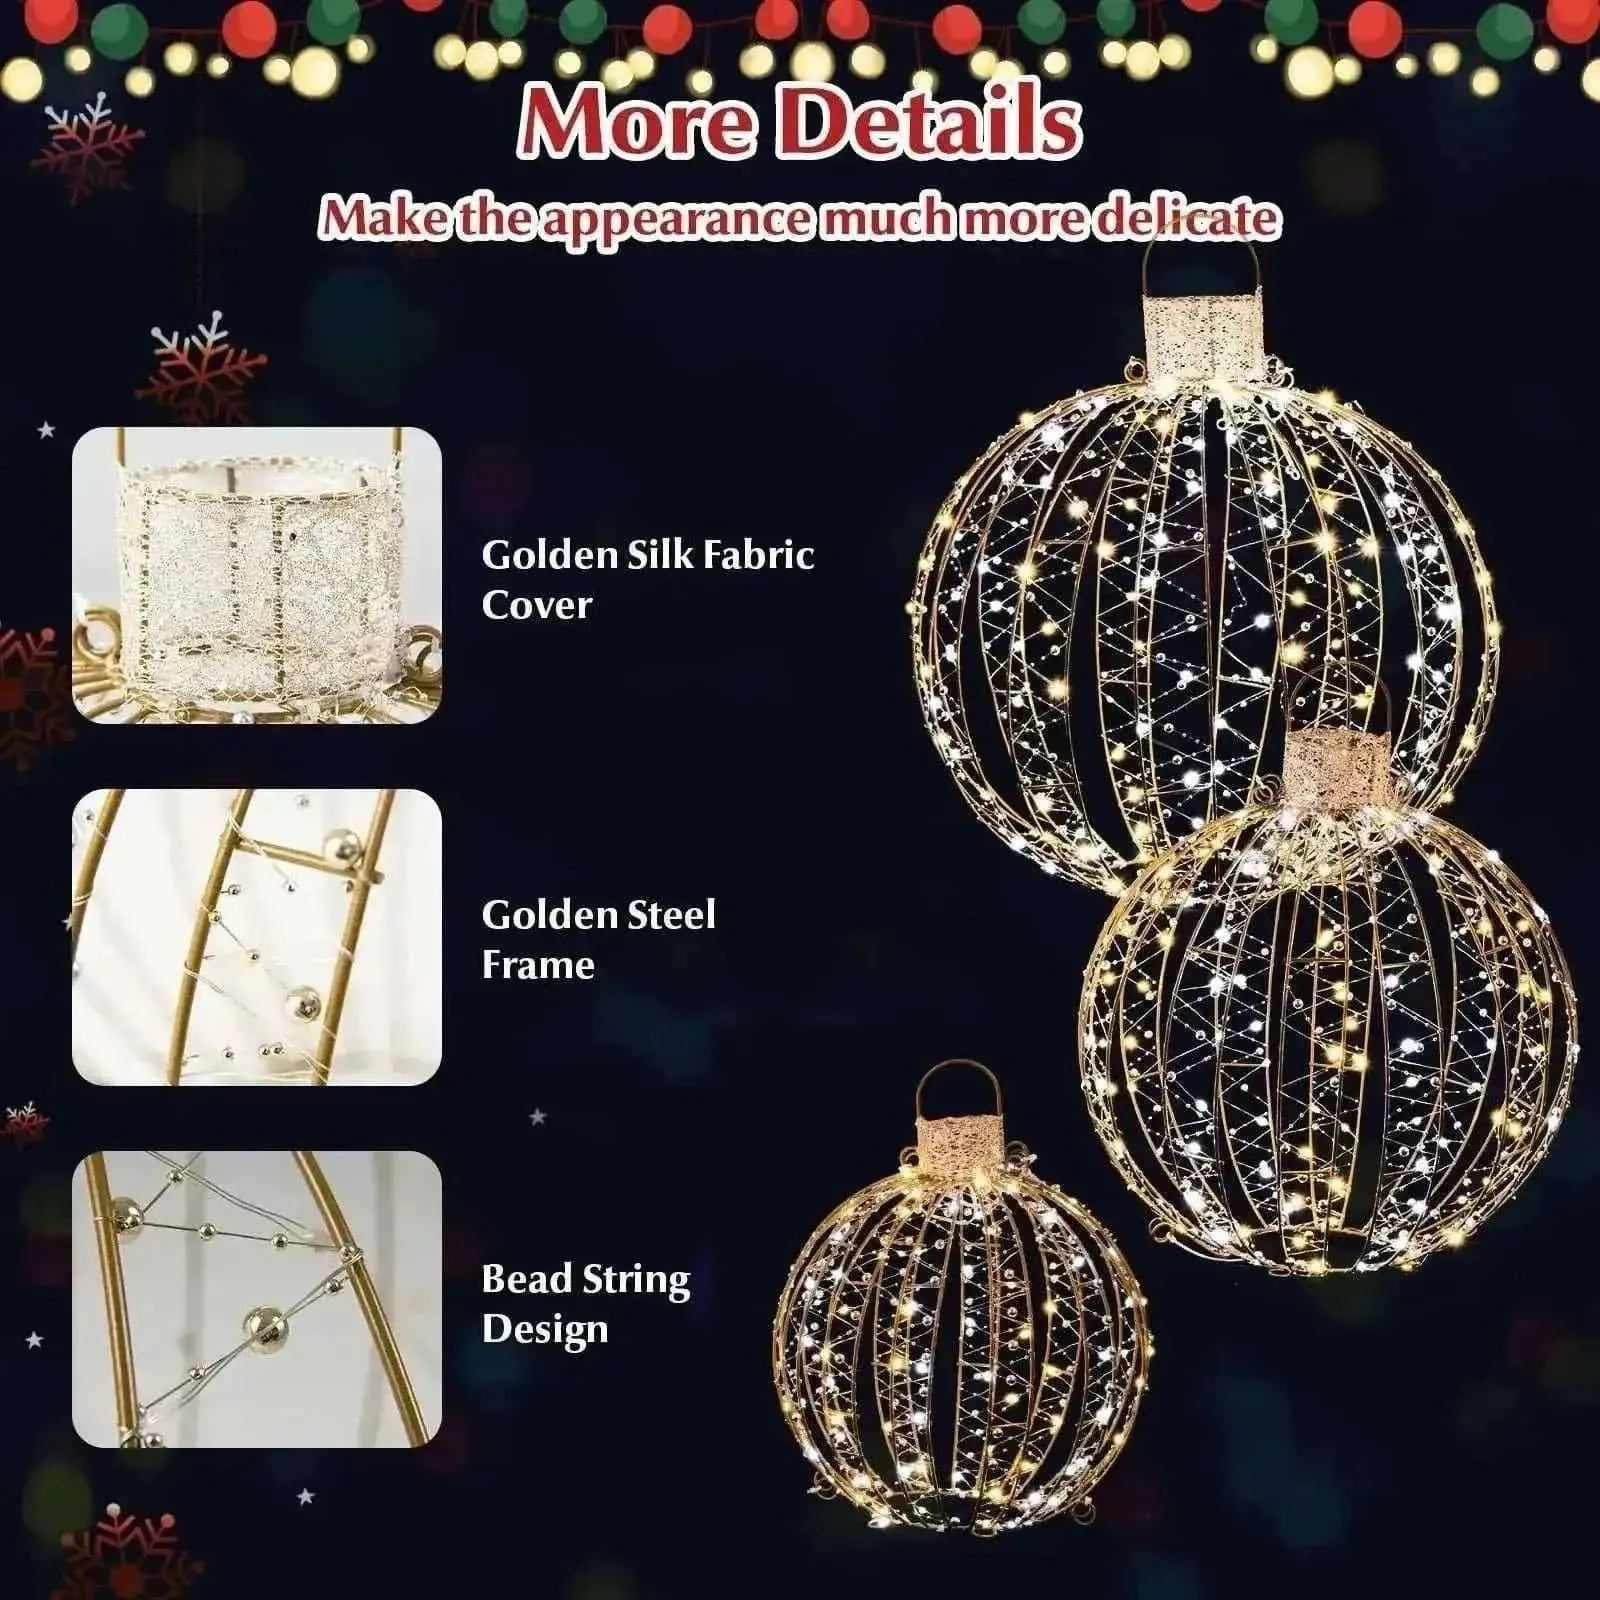 More Details
Make the appearance much more delicate
Golden Silk Fabric
Cover
Golden Steel
Frame
Bead String
Design